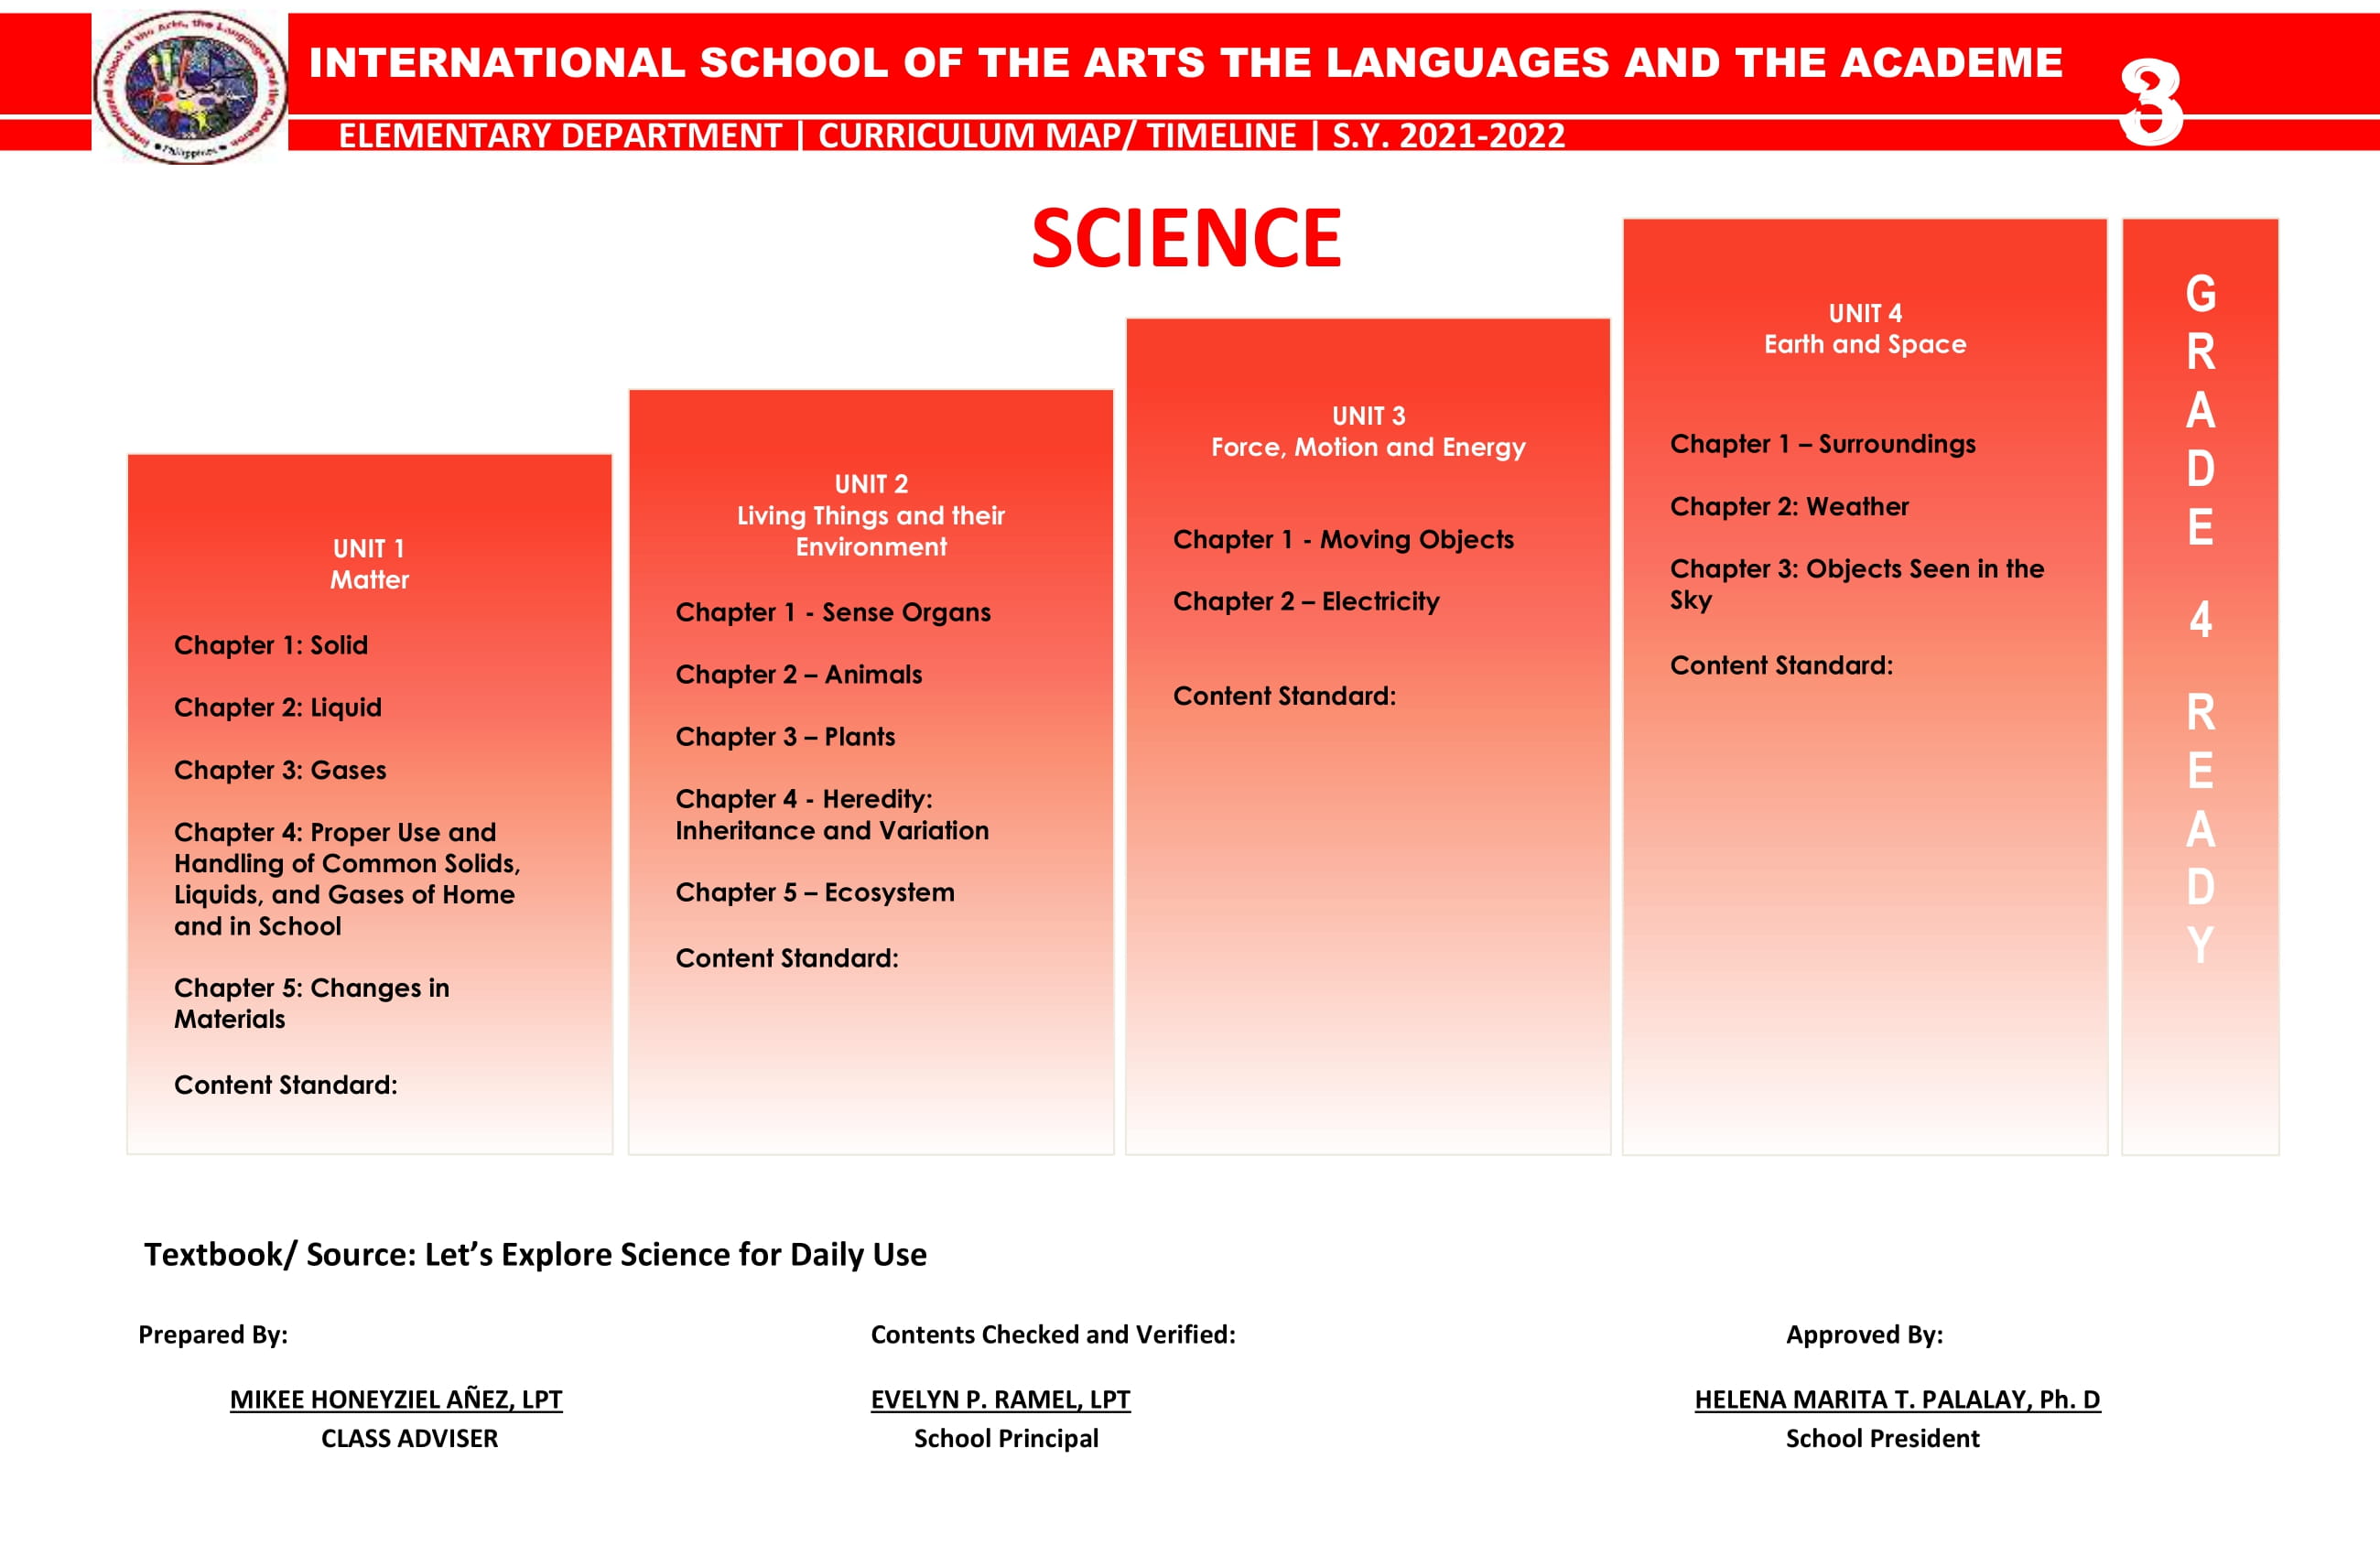 International School of the Arts, the Languages and the Academe
Philippines
INTERNATIONAL SCHOOL OF THE ARTS THE LANGUAGES AND THE ACADEME
3
ELEMENTARY DEPARTMENT | CURRICULUM MAP/ TIMELINE | S.Y. 2021-2022
SCIENCE
UNIT 1
Matter
Chapter 1: Solid
Chapter 2: Liquid
Chapter 3: Gases
Chapter 4: Proper Use and
Handling of Common Solids,
Liquids, and Gases of Home
and in School
Chapter 5: Changes in
Materials
Content Standard:
UNIT 2
Living Things and their
Environment
Chapter 1 - Sense Organs
Chapter 2 – Animals
Chapter 3 – Plants
Chapter 4 - Heredity:
Inheritance and Variation
Chapter 5 – Ecosystem
Content Standard:
UNIT 3
Force, Motion and Energy
Chapter 1 - Moving Objects
Chapter 2 – Electricity
Content Standard:
UNIT 4
Earth and Space
Chapter 1 – Surroundings
Chapter 2: Weather
Chapter 3: Objects Seen in the
Sky
Content Standard:
G
R
A
D
E
4
R
E
A
D
Y
Textbook/ Source: Let’s Explore Science for Daily Use
Prepared By:
MIKEE HONEYZIEL AÑEZ, LPT
CLASS ADVISER
Contents Checked and Verified:
EVELYN P. RAMEL, LPT
School Principal
Approved By:
HELENA MARITA T. PALALAY, Ph. D
School President